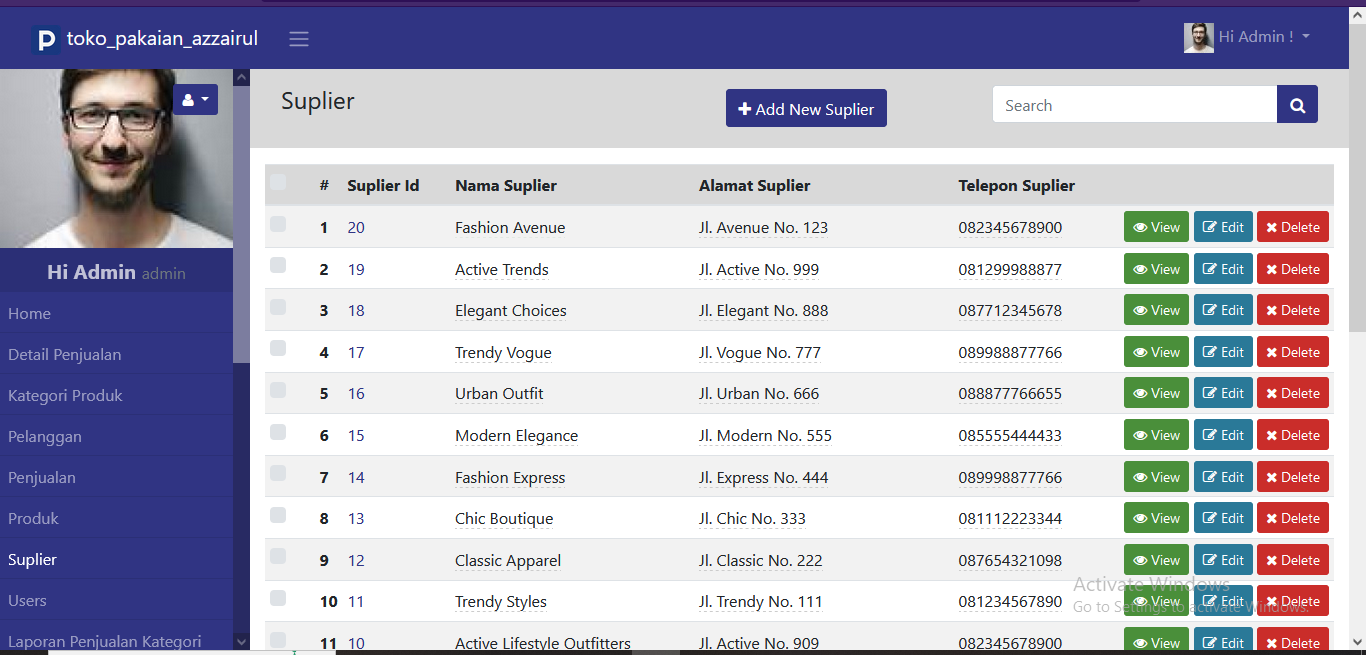 toko_pakaian_azzairul
Hi Admin !
Hi Admin admin
Home
Detail Penjualan
Kategori Produk
Pelanggan
Penjualan
Produk
Suplier
Users
Laporan Penjualan Kategori
Suplier
Add New Suplier
Search
# Suplier Id Nama Suplier Alamat Suplier Telepon Suplier
1 20 Fashion Avenue Jl. Avenue No. 123 082345678900 View Edit Delete
2 19 Active Trends Jl. Active No. 999 081299988877 View Edit Delete
3 18 Elegant Choices Jl. Elegant No. 888 087712345678 View Edit Delete
4 17 Trendy Vogue Jl. Vogue No. 777 089988877766 View Edit Delete
5 16 Urban Outfit Jl. Urban No. 666 088877766655 View Edit Delete
6 15 Modern Elegance Jl. Modern No. 555 085555444433 View Edit Delete
7 14 Fashion Express Jl. Express No. 444 089998877766 View Edit Delete
8 13 Chic Boutique Jl. Chic No. 333 081112223344 View Edit Delete
9 12 Classic Apparel Jl. Classic No. 222 087654321098 View Edit Delete
10 11 Trendy Styles Jl. Trendy No. 111 081234567890 View Edit Delete
11 10 Active Lifestyle Outfitters Jl. Active No. 909 082345678900 View Edit Delete
Activate Windows
Go to Settings to activate Windows.